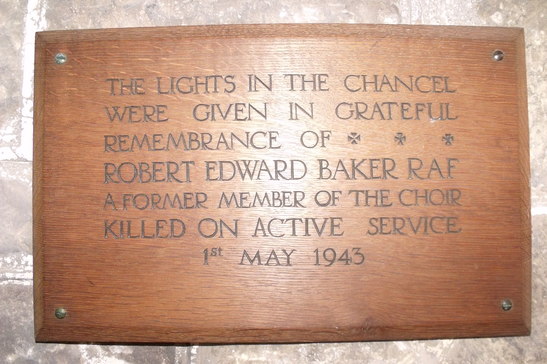 THE LIGHTS IN THE CHANCEL
WERE GIVEN IN GRATEFUL
REMEMBRANCE OF ✠ ✠ ✠
ROBERT EDWARD BAKER RAF
A FORMER MEMBER OF THE CHOIR
KILLED ON ACTIVE SERVICE
1st MAY 1943